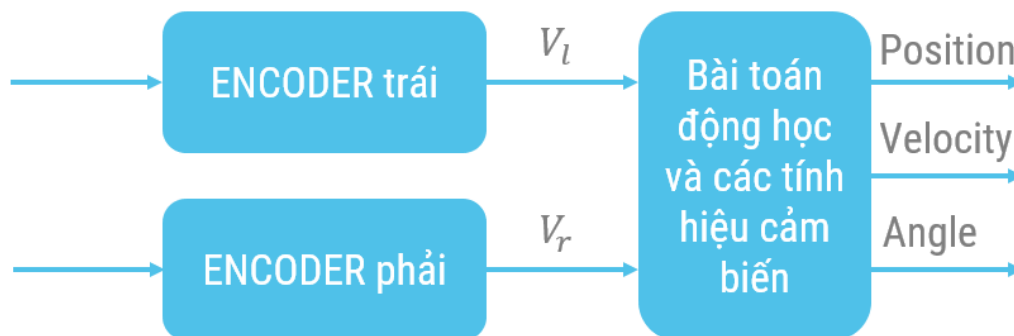 ENCODER trái
V_l
ENCODER phải
V_r
Bài toán
động học
và các tính
hiệu cảm
biến
Position
Velocity
Angle